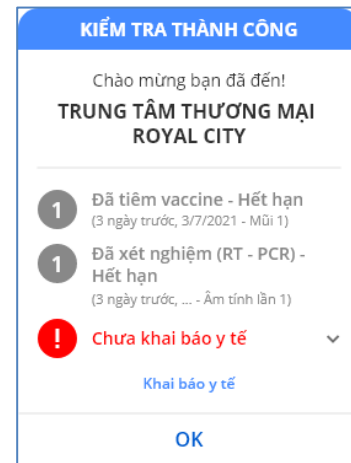 KIỂM TRA THÀNH CÔNG
Chào mừng bạn đã đến!
TRUNG TÂM THƯƠNG MẠI
ROYAL CITY
1
Đã tiêm vaccine - Hết hạn
(3 ngày trước, 3/7/2021 - Mũi 1)
1
Đã xét nghiệm (RT - PCR) -
Hết hạn
(3 ngày trước, ... - Âm tính lần 1)
!
Chưa khai báo y tế
Khai báo y tế
OK